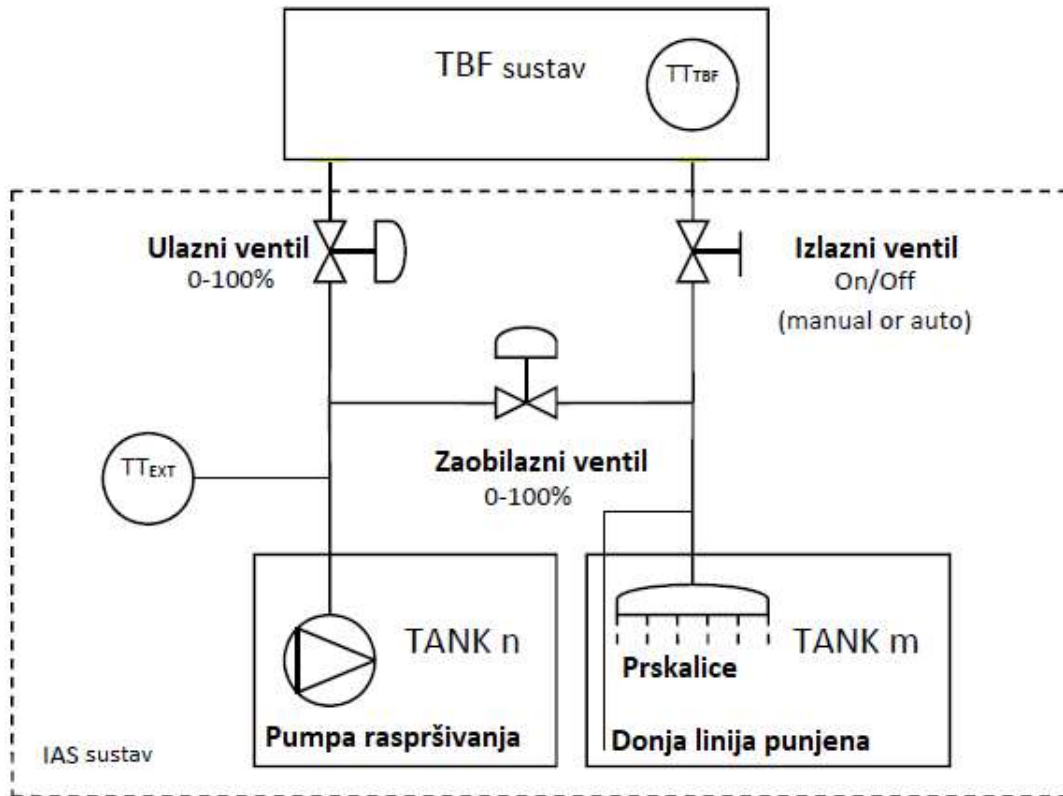 TBF sustav
TTTBF
Ulazni ventil
0-100%
Izlazni ventil
On/Off
(manual or auto)
Zaobilazni ventil
0-100%
TTEXT
TANK n
Pumpa raspršivanja
TANK m
Prskalice
Donja linija punjena
IAS sustav